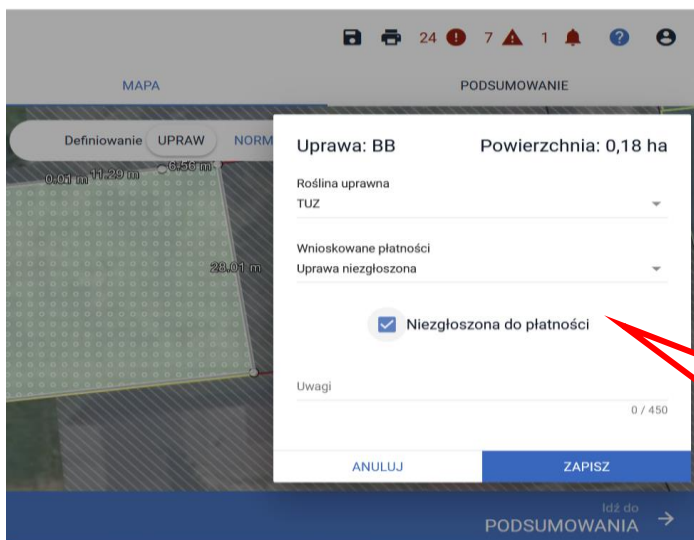 24 7 1
MAPA PODSUMOWANIE
Definiowanie UPRAW NORM
0.01 m 11.29 m 6.56 m
28.01 m
Uprawa: BB Powierzchnia: 0,18 ha
Roślina uprawna
TUZ
Wnioskowane płatności
Uprawa niezgłoszona
Niezgłoszona do płatności
Uwagi
0 / 450
ANULUJ ZAPISZ
Idź do
PODSUMOWANIA